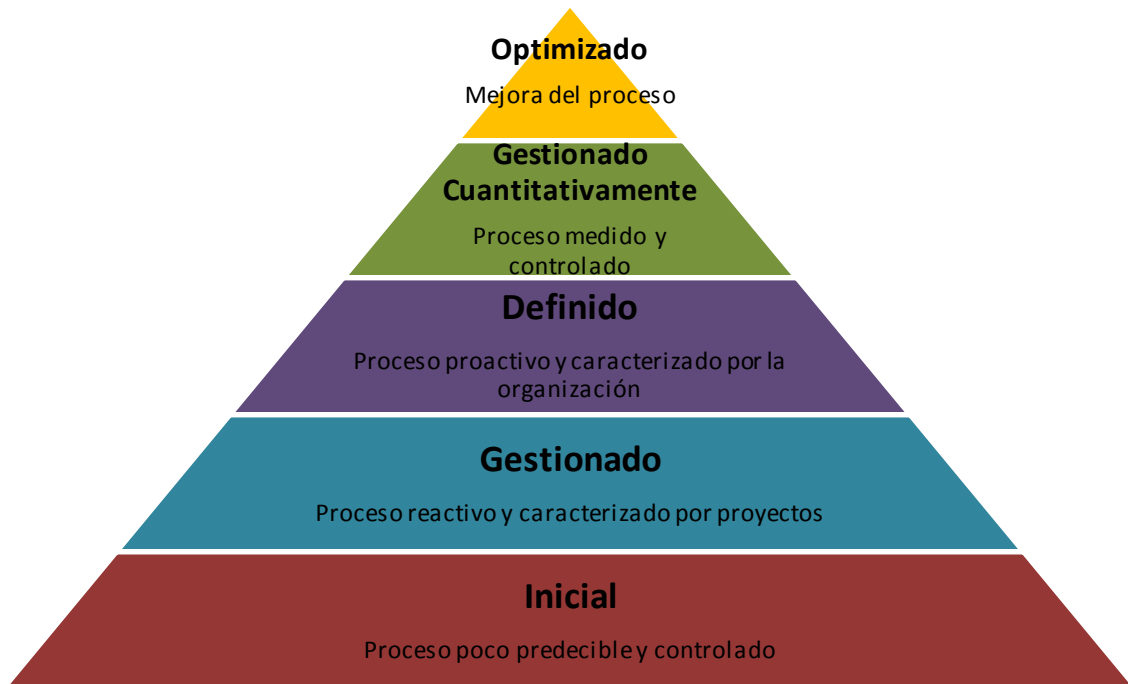 Optimizado
Mejora del proceso
Gestionado
Cuantitativamente
Proceso medido y
controlado
Definido
Proceso proactivo y caracterizado por la
organización
Gestionado
Proceso reactivo y caracterizado por proyectos
Inicial
Proceso poco predecible y controlado